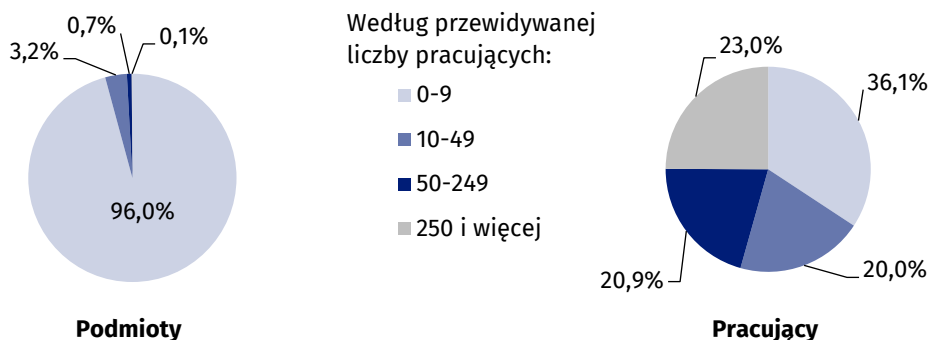 0,7%
0,1%
3,2%
96,0%
Podmioty
Według przewidywanej
liczby pracujących:
0-9
10-49
50-249
250 i więcej
23,0%
36,1%
20,9%
20,0%
Pracujący